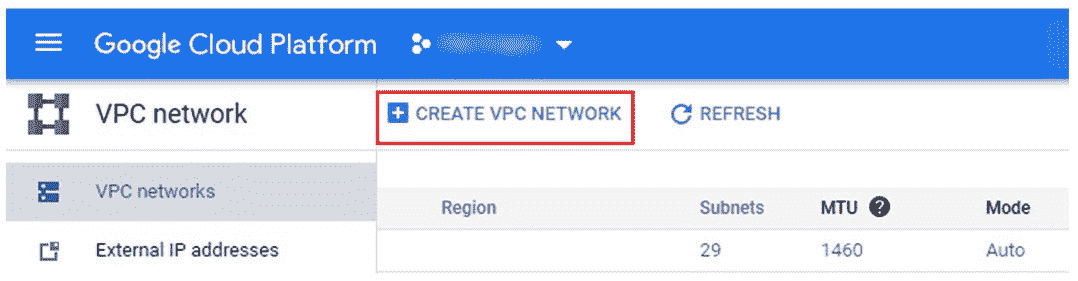 Google Cloud Platform
VPC network
CREATE VPC NETWORK
REFRESH
VPC networks
External IP addresses
Region Subnets MTU ? Mode
29 1460 Auto